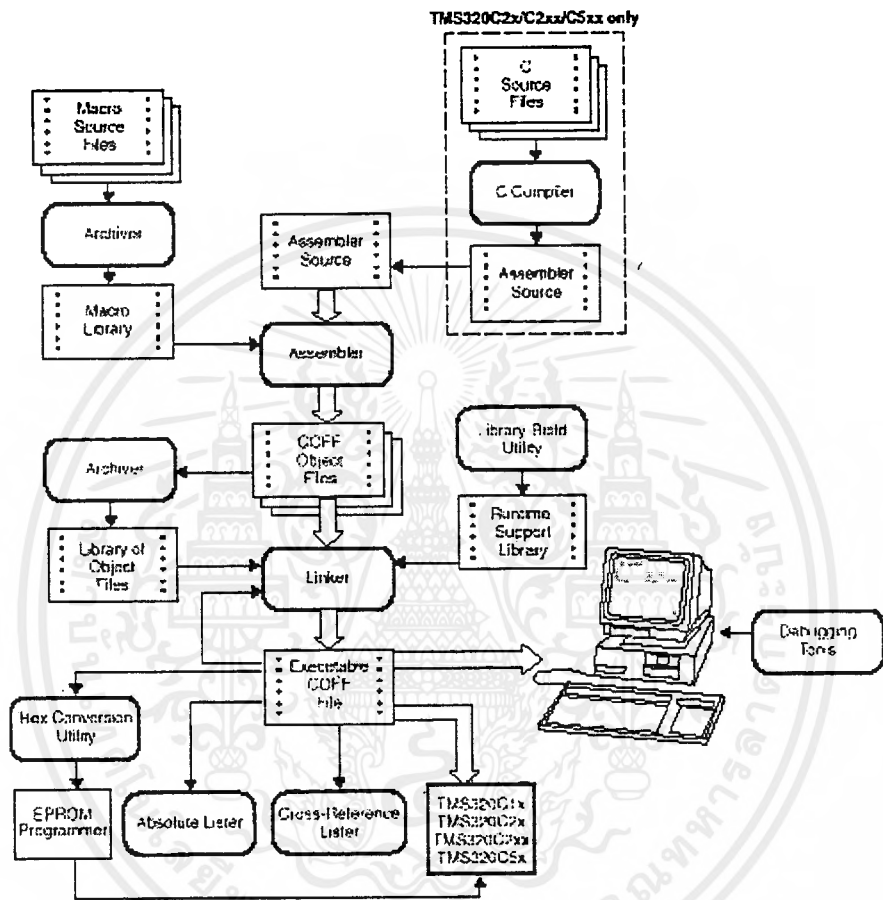 TMS320C2x/C2xx/C5xx only
C
Source
Files
Macro
Source
Files
C Compiler
Archiver
Assembler
Source
Assembler
Source
Macro
Library
Assembler
COFF
Object
Files
Library Build
Utility
Archiver
Runtime
Support
Library
Library of
Object
Files
Linker
Debugging
Tools
Executable
COFF
File
Hex Conversion
Utility
EPROM
Programmer
Absolute Lister
Cross-Reference
Lister
TMS320C1x
TMS320C2x
TMS320C2xx
TMS320C5x